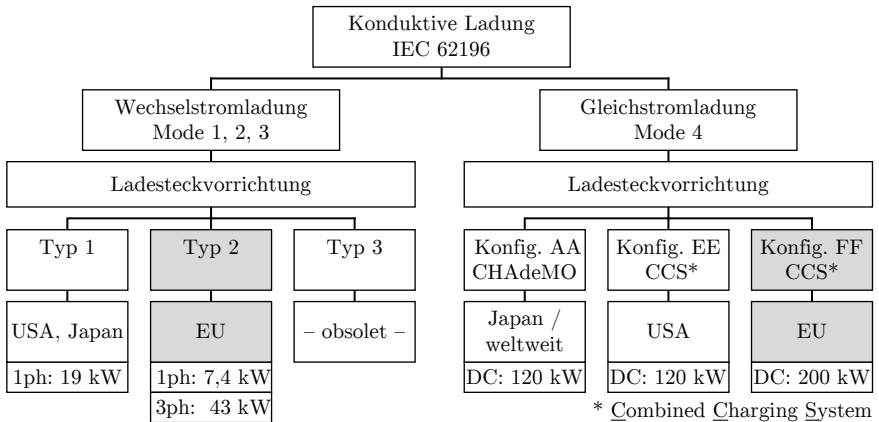 Konduktive Ladung
IEC 62196
Wechselstromladung
Mode 1, 2, 3
Gleichstromladung
Mode 4
Ladesteckvorrichtung
Ladesteckvorrichtung
Typ 1
Typ 2
Typ 3
Konfig. AA
CHAdeMO
Konfig. EE
CCS*
Konfig. FF
CCS*
USA, Japan
EU
– obsolet –
Japan /
weltweit
USA
EU
1ph: 19 kW
1ph: 7,4 kW
DC: 120 kW
DC: 120 kW
DC: 200 kW
3ph: 43 kW
* Combined Charging System